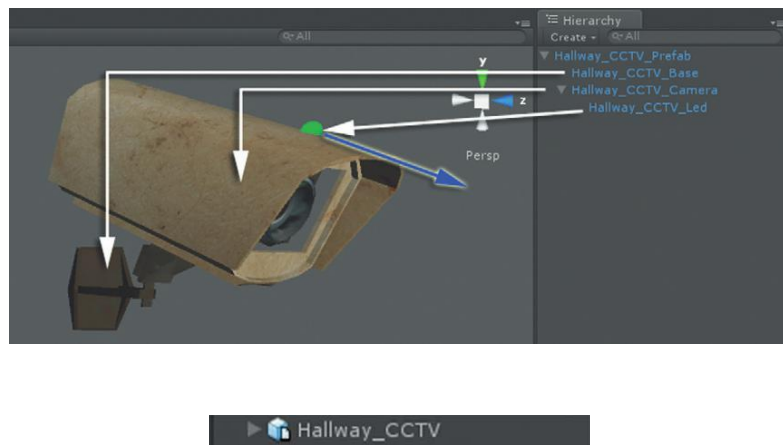 Hierarchy
All
Create All
Hallway_CCTV_Prefab
Hallway_CCTV_Base
Hallway_CCTV_Camera
Hallway_CCTV_Led
y
z
Persp
Hallway_CCTV